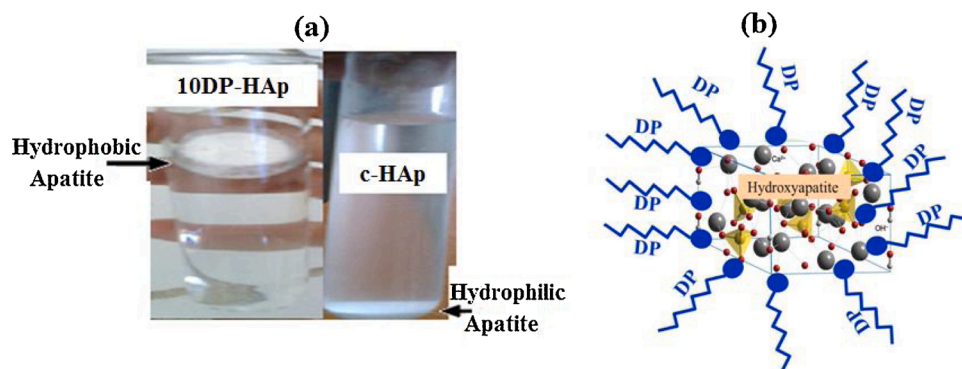 (a)
10DP-HAp
Hydrophobic
Apatite
c-HAp
Hydrophilic
Apatite
(b)
DP
DP
DP
DP
DP
DP
DP
DP
DP
DP
DP
DP
Ca²⁺
Hydroxyapatite
OH⁻